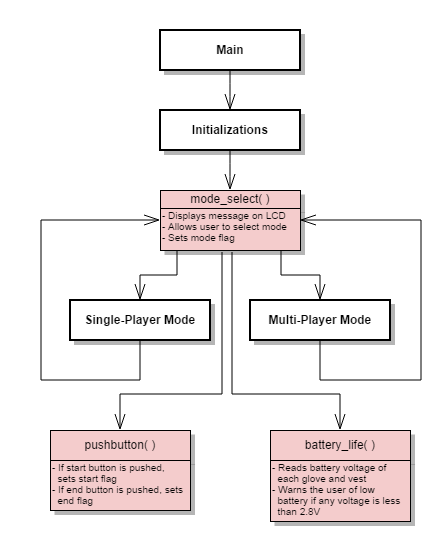 Main
Initializations
mode_select( )
- Displays message on LCD
- Allows user to select mode
- Sets mode flag
Single-Player Mode
Multi-Player Mode
pushbutton( )
- If start button is pushed,
sets start flag
- If end button is pushed, sets
end flag
battery_life( )
- Reads battery voltage of
each glove and vest
- Warns the user of low
battery if any voltage is less
than 2.8V